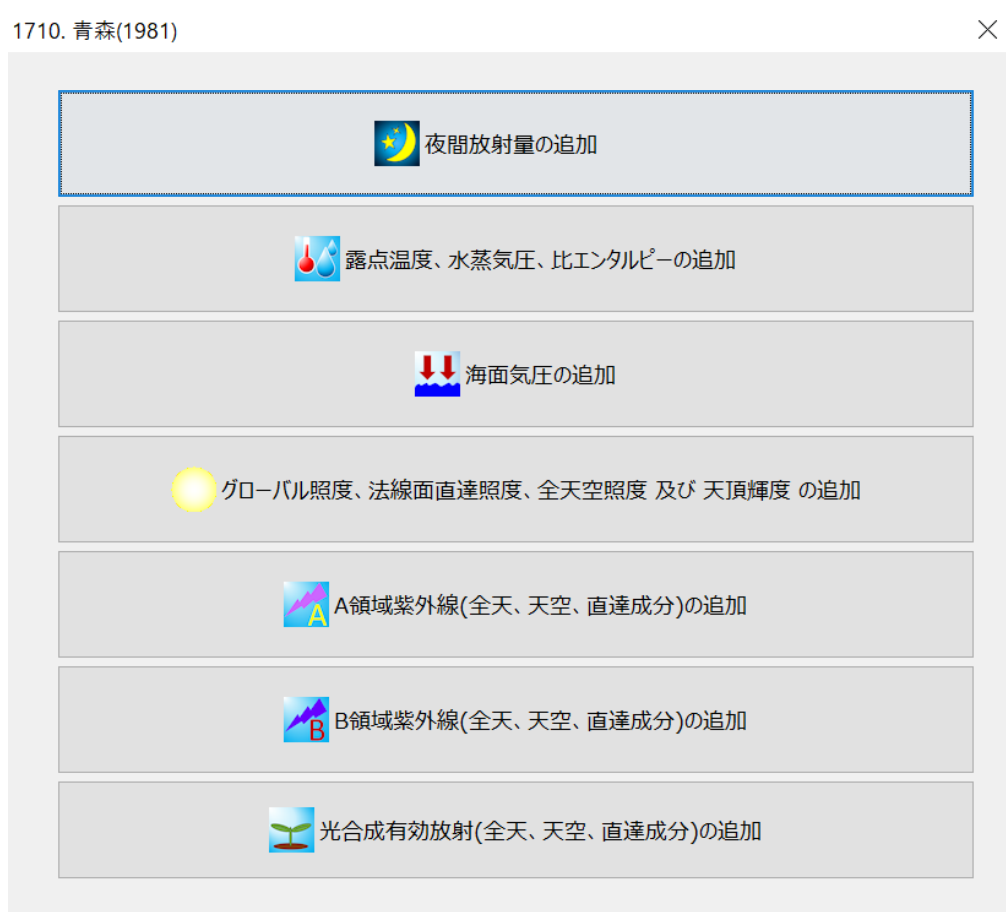 1710. 青森(1981)
夜間放射量の追加
露点温度、水蒸気圧、比エンタルピーの追加
海面気圧の追加
グローバル照度、法線面直達照度、全天空照度 及び 天頂輝度 の追加
A
A領域紫外線(全天、天空、直達成分)の追加
B
B領域紫外線(全天、天空、直達成分)の追加
光合成有効放射(全天、天空、直達成分)の追加